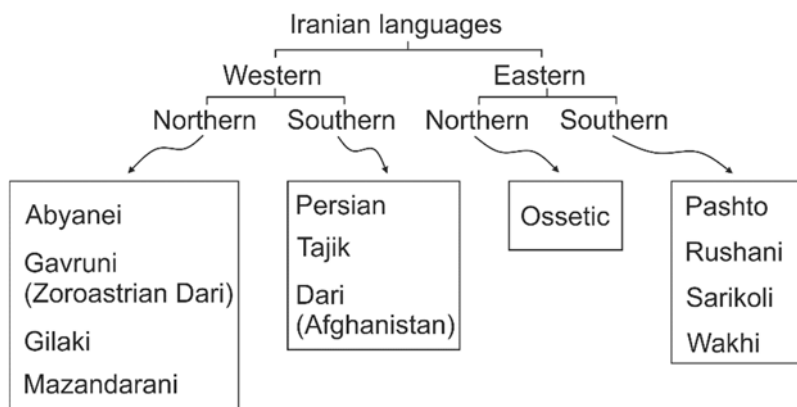 Iranian languages
Western Eastern
Northern Southern Northern Southern
Abyanei
Gavruni
(Zoroastrian Dari)
Gilaki
Mazandarani
Persian
Tajik
Dari
(Afghanistan)
Ossetic
Pashto
Rushani
Sarikoli
Wakhi